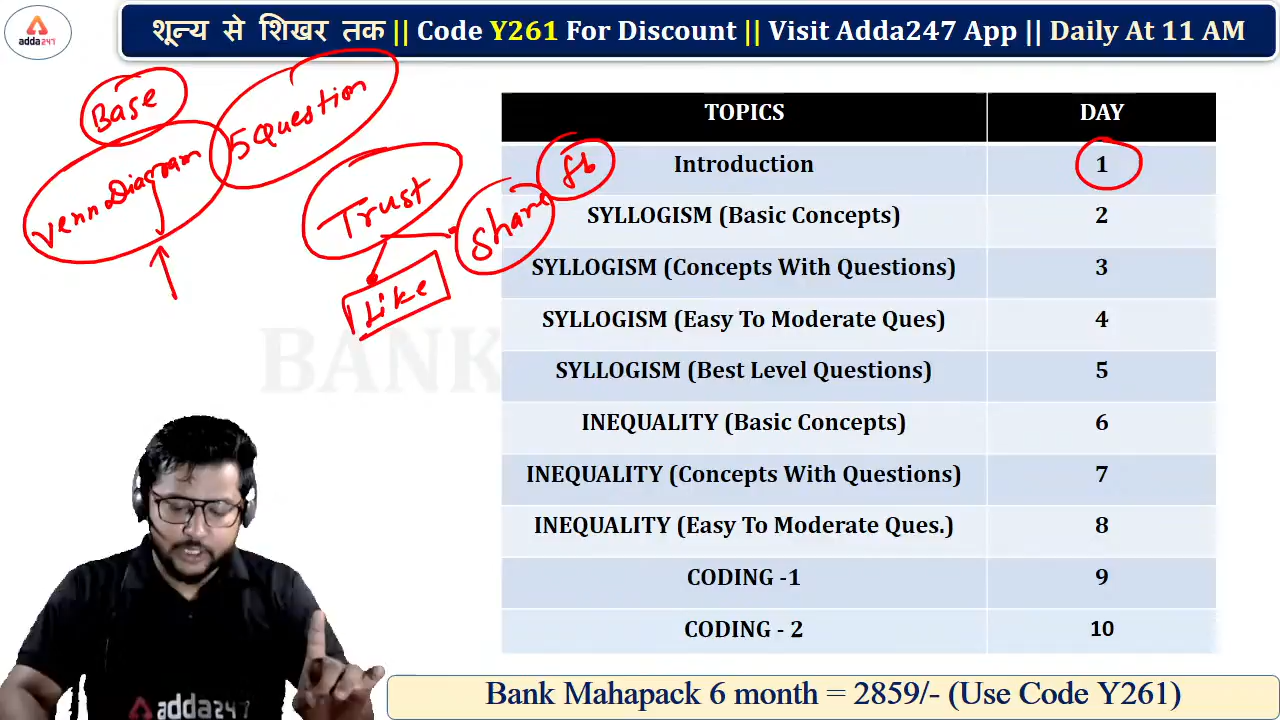 adda247
शून्य से शिखर तक || Code Y261 For Discount || Visit Adda247 App || Daily At 11 AM
Base
5 Question
Venn Diagram
Trust
Share
fb
Like
BANK
TOPICS DAY
Introduction 1
SYLLOGISM (Basic Concepts) 2
SYLLOGISM (Concepts With Questions) 3
SYLLOGISM (Easy To Moderate Ques) 4
SYLLOGISM (Best Level Questions) 5
INEQUALITY (Basic Concepts) 6
INEQUALITY (Concepts With Questions) 7
INEQUALITY (Easy To Moderate Ques.) 8
CODING -1 9
CODING - 2 10
adda247
Bank Mahapack 6 month = 2859/- (Use Code Y261)